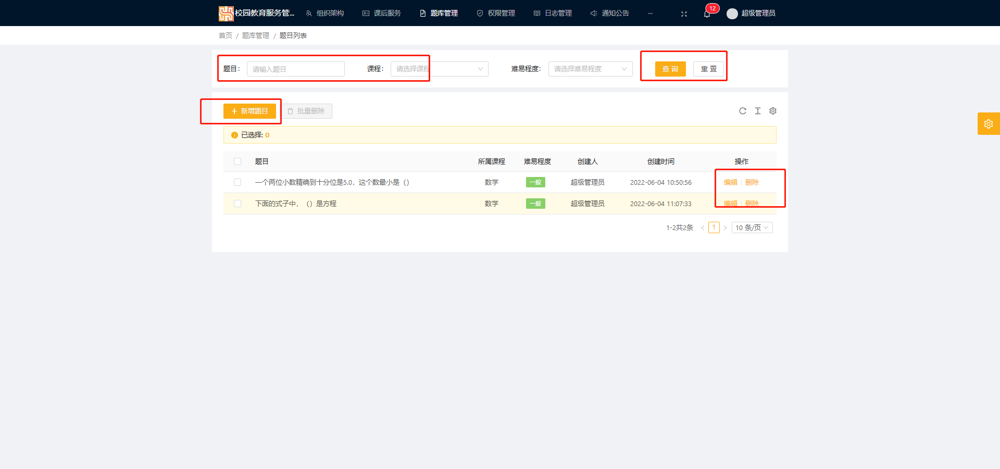 校园教育服务管... 组织架构 课后服务 题库管理 权限管理 日志管理 通知公告 ... 12 超级管理员
首页 / 题库管理 / 题目列表
题目： 请输入题目 课程： 请选择课程 难易程度： 请选择难易程度 查 询 重 置
新增题目 批量删除
已选择: 0
题目 所属课程 难易程度 创建人 创建时间 操作
一个两位小数精确到十分位是5.0，这个数最小是（） 数学 一般 超级管理员 2022-06-04 10:50:56 编辑 删除
下面的式子中，（）是方程 数学 一般 超级管理员 2022-06-04 11:07:33 编辑 删除
1-2共2条 < 1 > 10 条/页